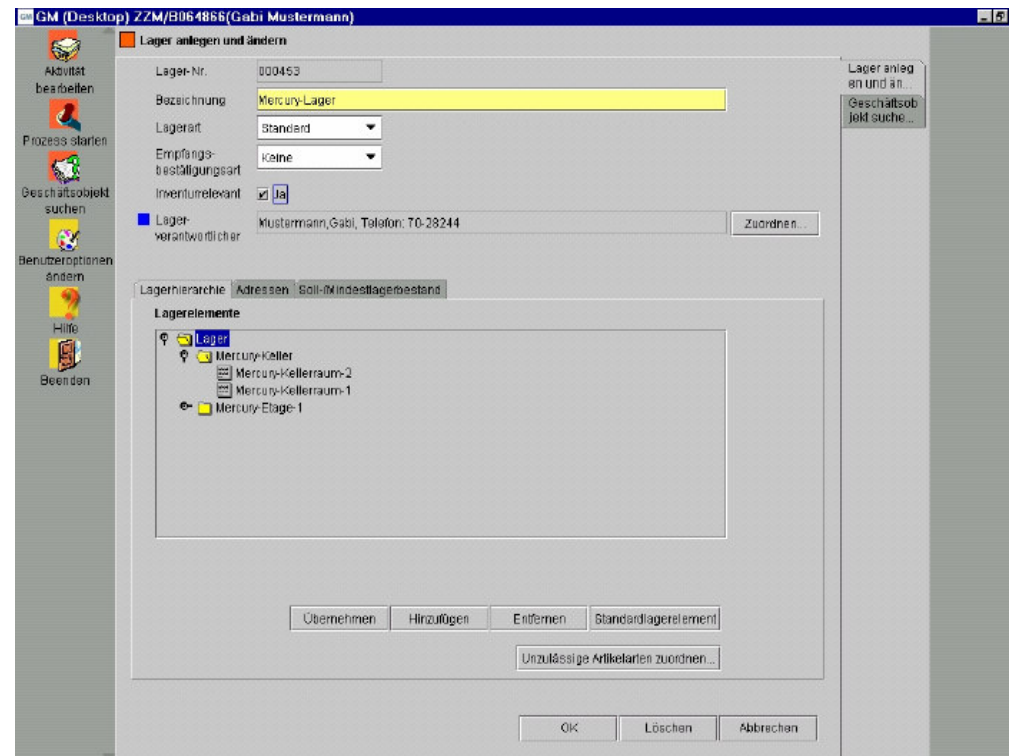 GM (Desktop) ZZM/B064866(Gabi Mustermann)
Aktivität
bearbeiten
Prozess starten
Geschäftsobjekt
suchen
Benutzeroptionen
ändern
Hilfe
Beenden
Lager anlegen und ändern
Lager-Nr. 000453
Bezeichnung Mercury-Lager
Lagerart Standard
Empfangs-
bestätigungsart Keine
Inventurrelevant Ja
Lager-
verantwortlicher Mustermann,Gabi, Telefon: 70-28244 Zuordnen...
Lagerhierarchie Adressen Soll-/Mindestlagerbestand
Lagerelemente
Lager
Mercury-Keller
Mercury-Kellerraum-2
Mercury-Kellerraum-1
Mercury-Etage-1
Übernehmen Hinzufügen Entfernen Standardlagerelement
Unzulässige Artikelarten zuordnen...
OK Löschen Abbrechen
Lager anleg
en und än...
Geschäftsob
jekt suche...